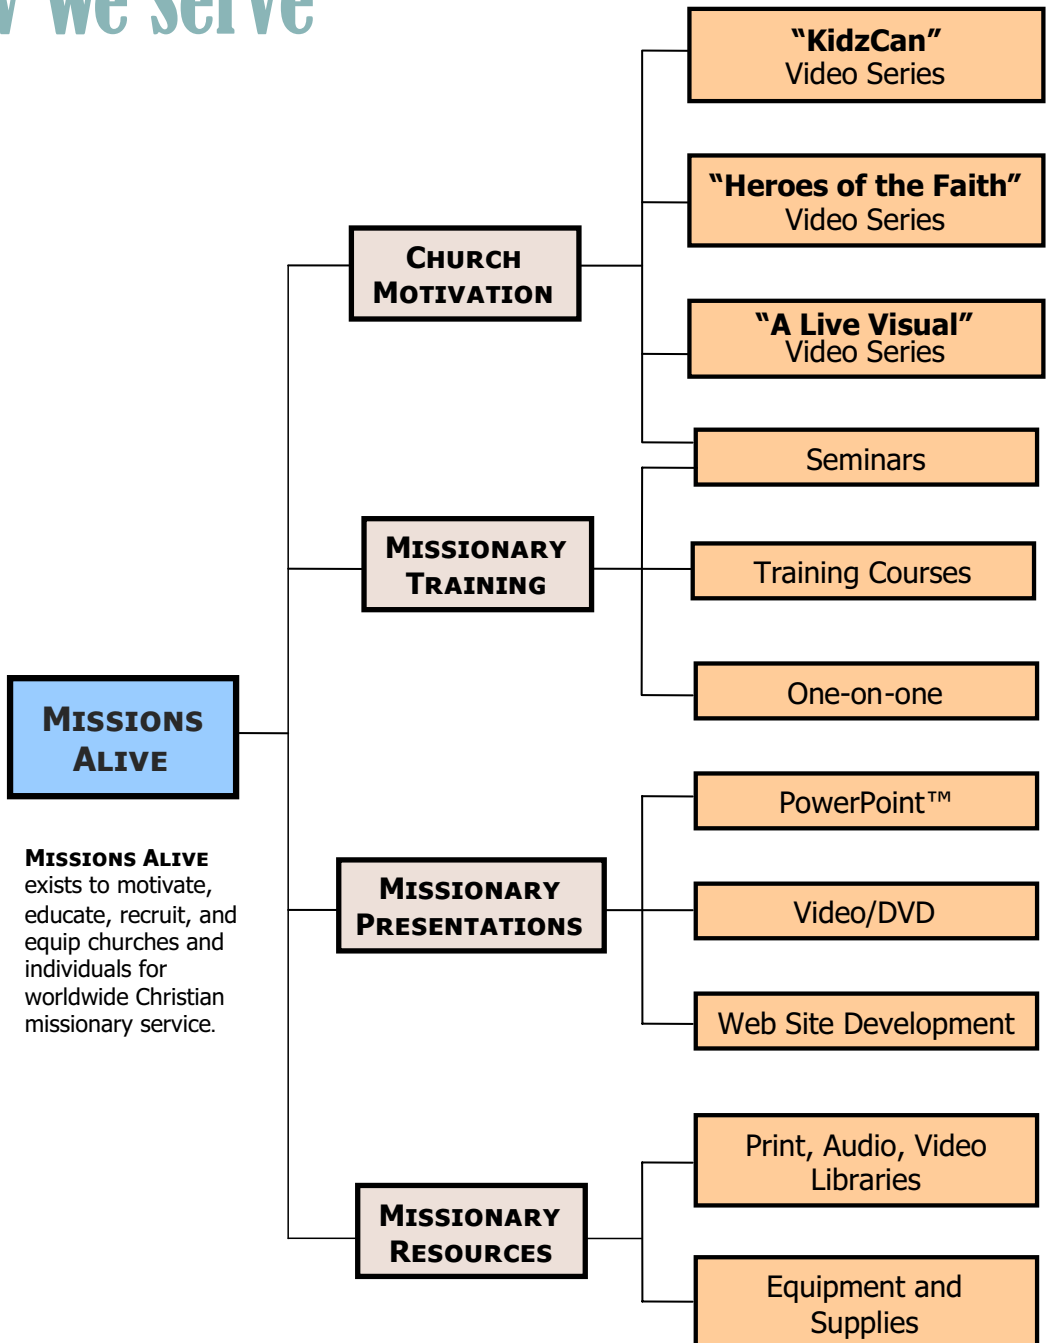 we serve
"KidzCan"
Video Series
"Heroes of the Faith"
Video Series
"A Live Visual"
Video Series
Seminars
CHURCH
MOTIVATION
MISSIONARY
TRAINING
Training Courses
One-on-one
MISSIONS
ALIVE
MISSIONS ALIVE
exists to motivate,
educate, recruit, and
equip churches and
individuals for
worldwide Christian
missionary service.
MISSIONARY
PRESENTATIONS
PowerPoint™
Video/DVD
Web Site Development
MISSIONARY
RESOURCES
Print, Audio, Video
Libraries
Equipment and
Supplies